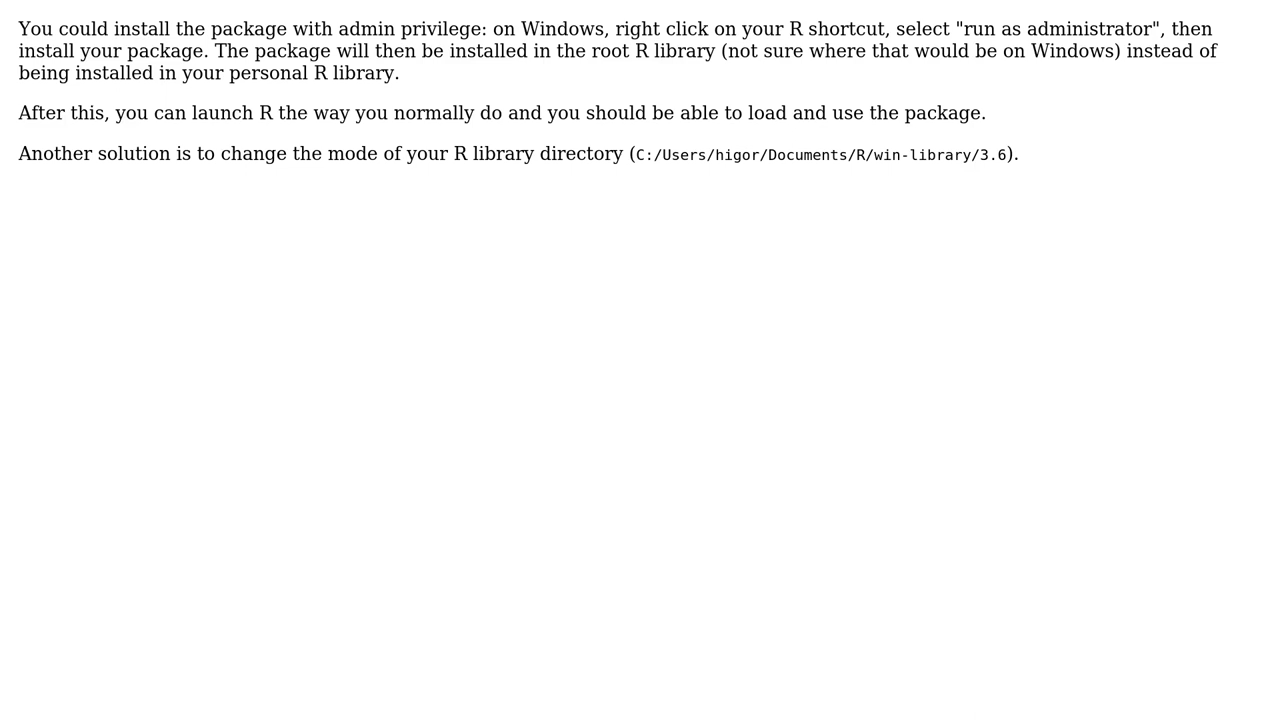 You could install the package with admin privilege: on Windows, right click on your R shortcut, select "run as administrator", then
install your package. The package will then be installed in the root R library (not sure where that would be on Windows) instead of
being installed in your personal R library.
After this, you can launch R the way you normally do and you should be able to load and use the package.
Another solution is to change the mode of your R library directory (C:/Users/higor/Documents/R/win-library/3.6).